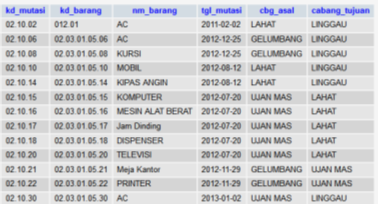 kd_mutasi kd_barang nm_barang tgl_mutasi cbg_asal cabang_tujuan
02.10.02 012.01 AC 2011-02-02 LAHAT LINGGAU
02.10.06 02.03.01.05.06 AC 2012-12-25 GELUMBANG LINGGAU
02.10.08 02.03.01.05.08 KURSI 2012-12-25 GELUMBANG LINGGAU
02.10.10 02.03.01.05.10 MOBIL 2012-08-12 LAHAT LINGGAU
02.10.14 02.03.01.05.14 KIPAS ANGIN 2012-08-12 LAHAT LINGGAU
02.10.15 02.03.01.05.15 KOMPUTER 2012-07-20 UJAN MAS LAHAT
02.10.16 02.03.01.05.16 MESIN ALAT BERAT 2012-07-20 UJAN MAS LAHAT
02.10.17 02.03.01.05.17 Jam Dinding 2012-07-20 UJAN MAS LAHAT
02.10.18 02.03.01.05.18 DISPENSER 2012-07-20 UJAN MAS LAHAT
02.10.20 02.03.01.05.20 TELEVISI 2012-07-20 UJAN MAS LAHAT
02.10.21 02.03.01.05.21 Meja Kantor 2012-11-29 GELUMBANG UJAN MAS
02.10.22 02.03.01.05.22 PRINTER 2012-11-29 GELUMBANG UJAN MAS
02.10.30 02.03.01.05.30 AC 2013-01-02 UJAN MAS LINGGAU